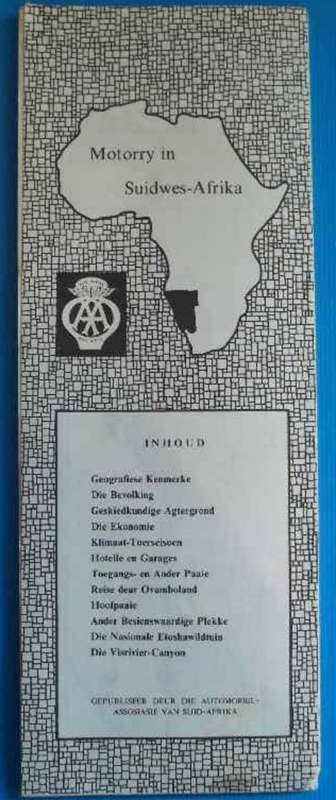 Motorry in
Suidwes-Afrika
AA
INHOUD
Geografiese Kenmerke
Die Bevolking
Geskiedkundige Agtergrond
Die Ekonomie
Klimaat-Toerseisoen
Hotelle en Garages
Toegangs- en Ander Paaie
Reise deur Ovamboland
Hoofpaaie
Ander Besienswaardige Plekke
Die Nasionale Etoshawildtuin
Die Visrivier-Canyon
GEPUBLISEER DEUR DIE AUTOMOBIEL-
ASSOSIASIE VAN SUID-AFRIKA